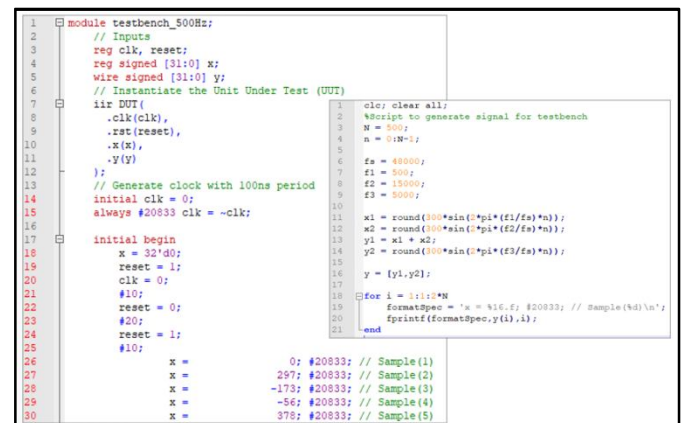 1 module testbench_500Hz;
2 // Inputs
3 reg clk, reset;
4 reg signed [31:0] x;
5 wire signed [31:0] y;
6 // Instantiate the Unit Under Test (UUT)
7 iir DUT(
8 .clk(clk),
9 .rst(reset),
10 .x(x),
11 .y(y)
12 );
13 // Generate clock with 100ns period
14 initial clk = 0;
15 always #20833 clk = ~clk;
16
17 initial begin
18 x = 32'd0;
19 reset = 1;
20 clk = 0;
21 #10;
22 reset = 0;
23 #20;
24 reset = 1;
25 #10;
26 x = 0; #20833; // Sample(1)
27 x = 297; #20833; // Sample(2)
28 x = -173; #20833; // Sample(3)
29 x = -56; #20833; // Sample(4)
30 x = 378; #20833; // Sample(5)
1 clc; clear all;
2 %Script to generate signal for testbench
3 N = 500;
4 n = 0:N-1;
5
6 fs = 48000;
7 f1 = 500;
8 f2 = 15000;
9 f3 = 5000;
10
11 x1 = round(300*sin(2*pi*(f1/fs)*n));
12 x2 = round(300*sin(2*pi*(f2/fs)*n));
13 y1 = x1 + x2;
14 y2 = round(300*sin(2*pi*(f3/fs)*n));
15
16 y = [y1,y2];
17
18 for i = 1:1:2*N
19 formatSpec = 'x = %16.f; #20833; // Sample(%d)\n';
20 fprintf(formatSpec,y(i),i);
21 end